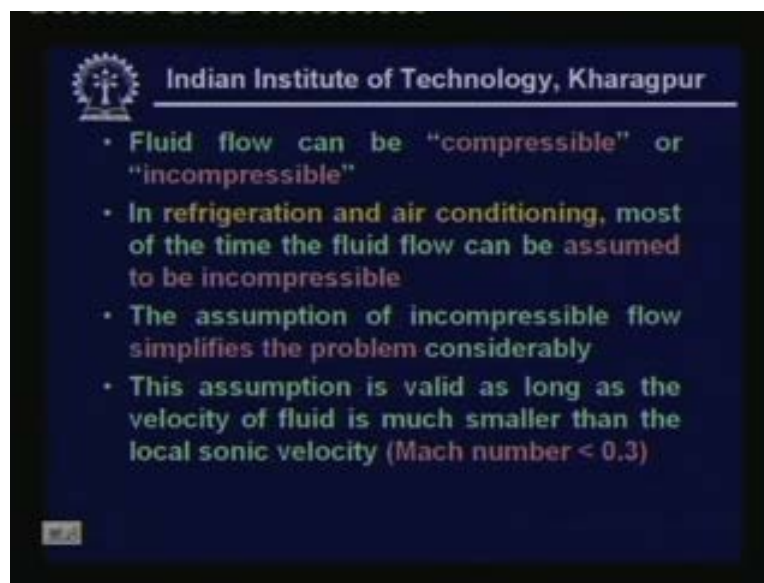 Indian Institute of Technology, Kharagpur
• Fluid flow can be "compressible" or
"incompressible"
• In refrigeration and air conditioning, most
of the time the fluid flow can be assumed
to be incompressible
• The assumption of incompressible flow
simplifies the problem considerably
• This assumption is valid as long as the
velocity of fluid is much smaller than the
local sonic velocity (Mach number < 0.3)